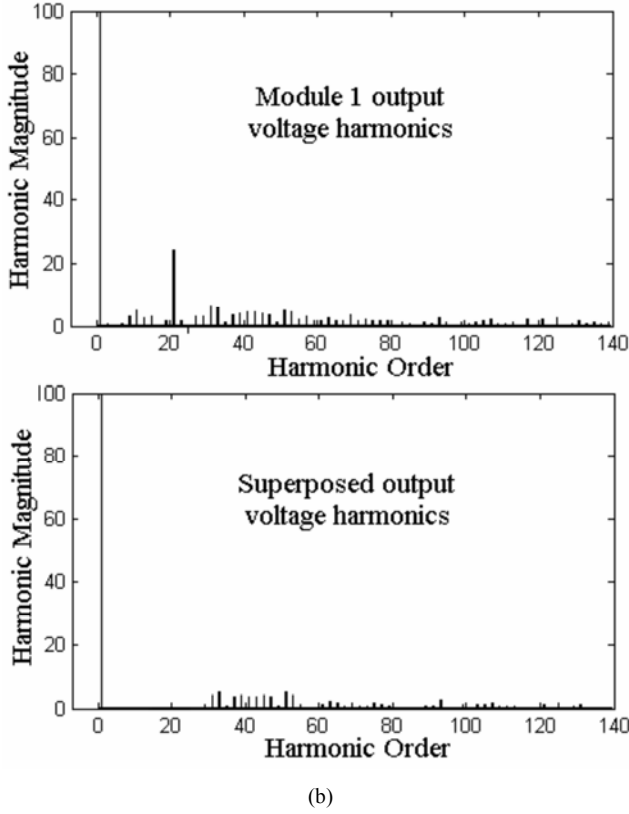 100
80
60
40
20
0
Harmonic Magnitude
Module 1 output
voltage harmonics
0 20 40 60 80 100 120 140
Harmonic Order
100
80
60
40
20
0
Harmonic Magnitude
Superposed output
voltage harmonics
0 20 40 60 80 100 120 140
Harmonic Order
(b)